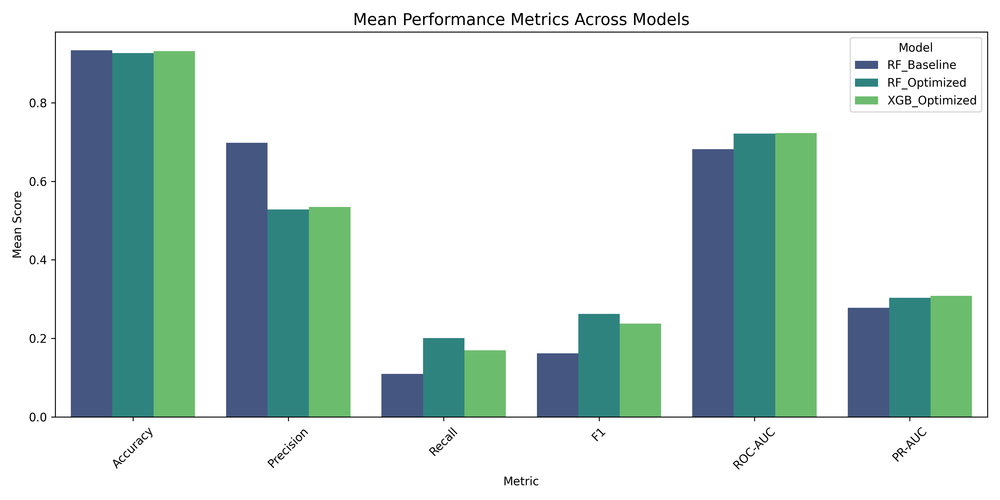 Mean Performance Metrics Across Models
Model
RF_Baseline
RF_Optimized
XGB_Optimized
Mean Score
0.8
0.6
0.4
0.2
0.0
Accuracy
Precision
Recall
F1
ROC-AUC
PR-AUC
Metric